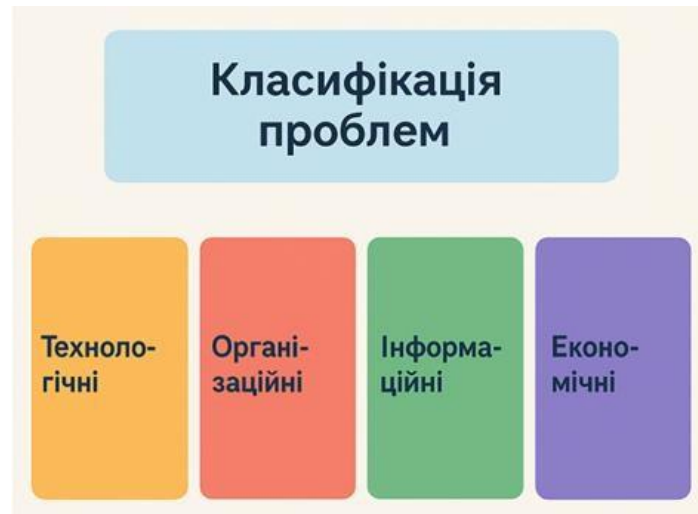 Класифікація
проблем
Техноло-
гічні
Органі-
заційні
Інформа-
ційні
Еконо-
мічні